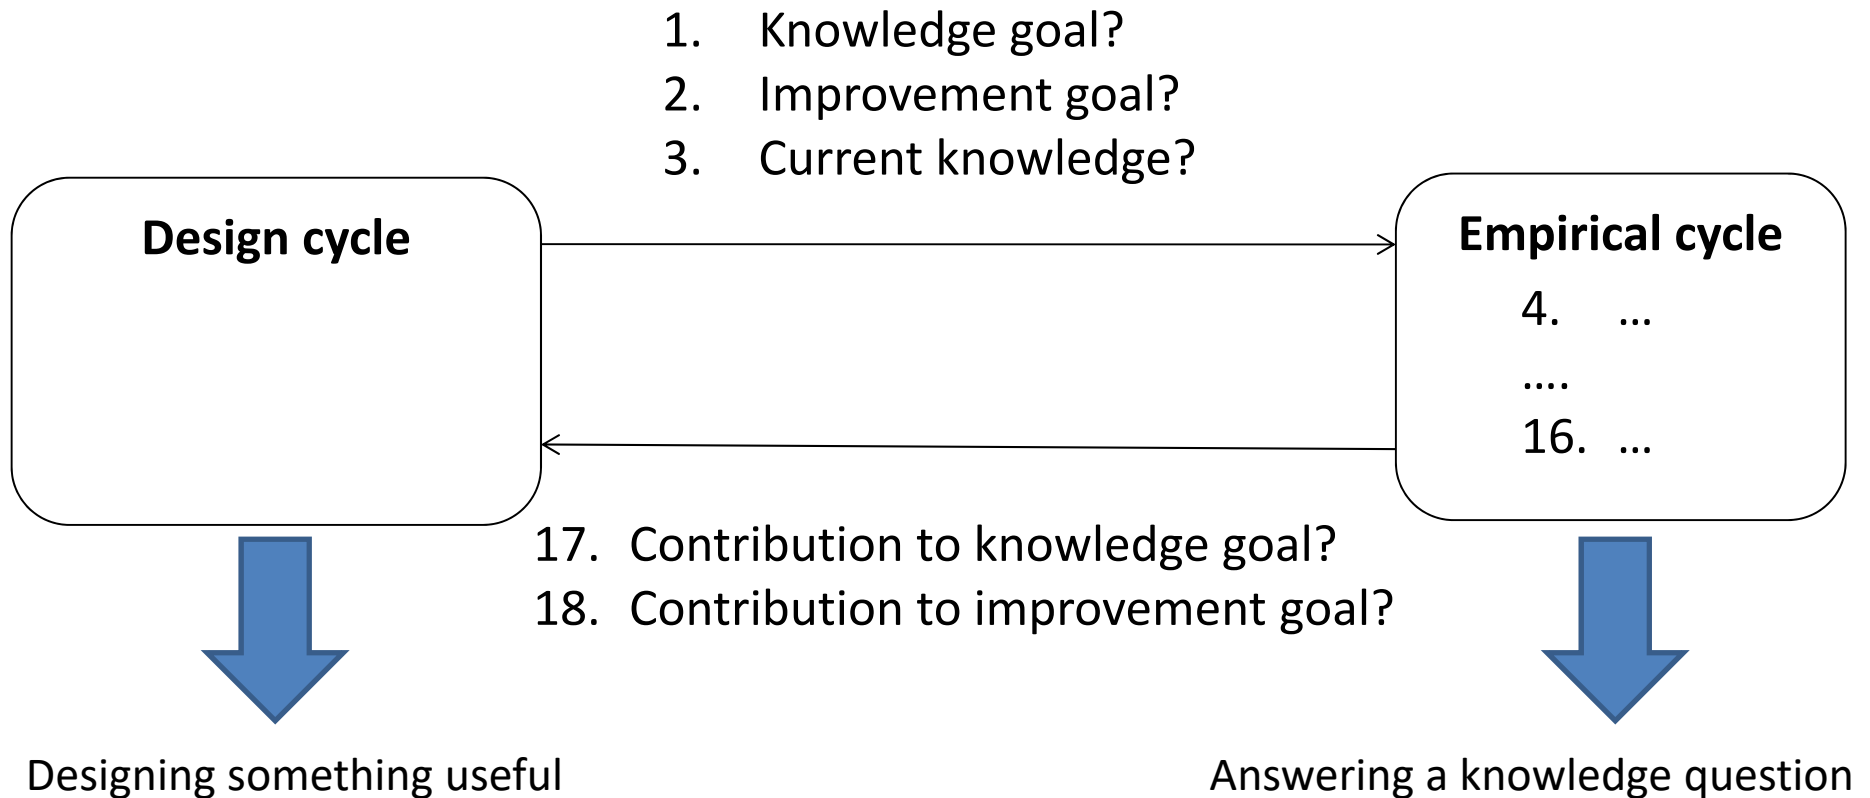 1. Knowledge goal?
2. Improvement goal?
3. Current knowledge?
Design cycle
Empirical cycle
4. ...
....
16. ...
17. Contribution to knowledge goal?
18. Contribution to improvement goal?
Designing something useful
Answering a knowledge question